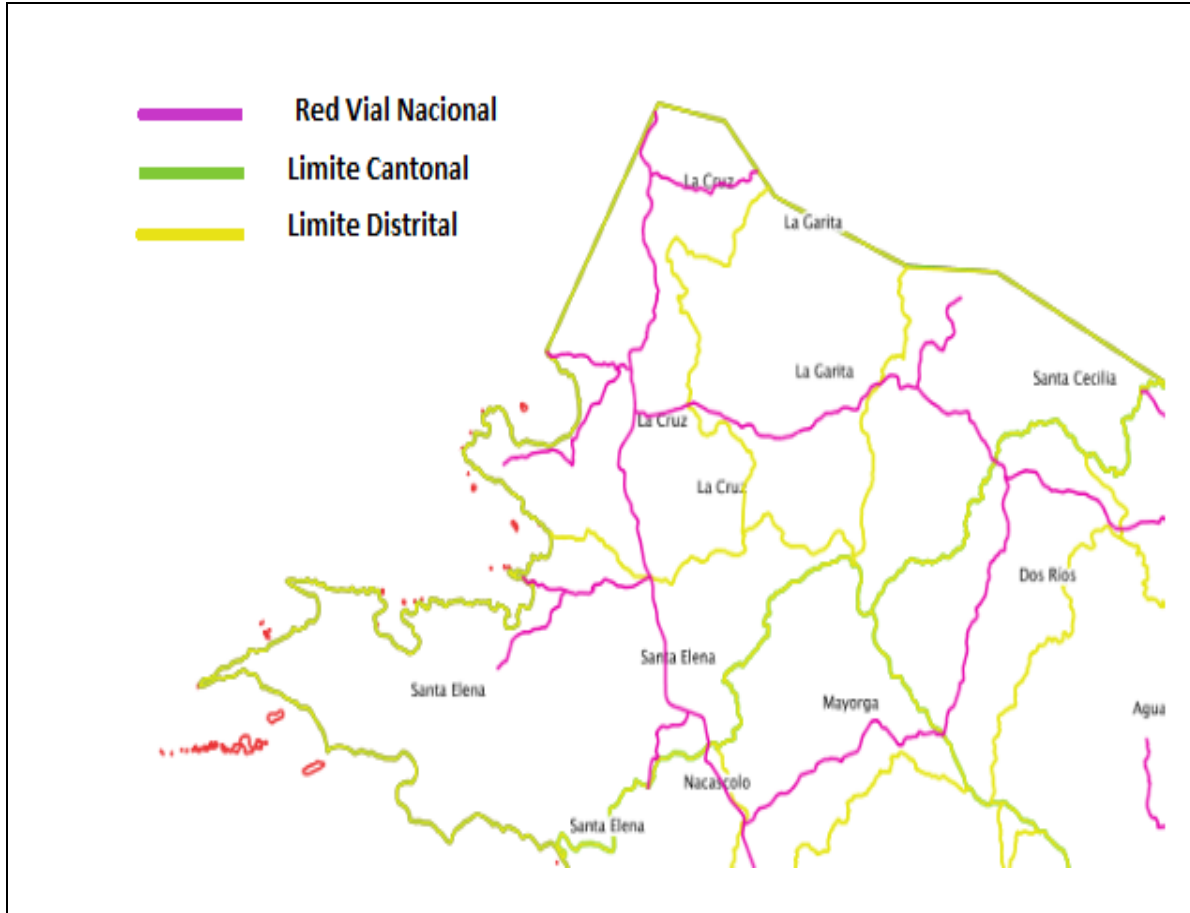 Red Vial Nacional
Limite Cantonal
Limite Distrital
La Cruz
La Garita
La Garita
Santa Cecilia
La Cruz
La Cruz
Dos Ríos
Santa Elena
Santa Elena
Mayorga
Agua
Nacascolo
Santa Elena